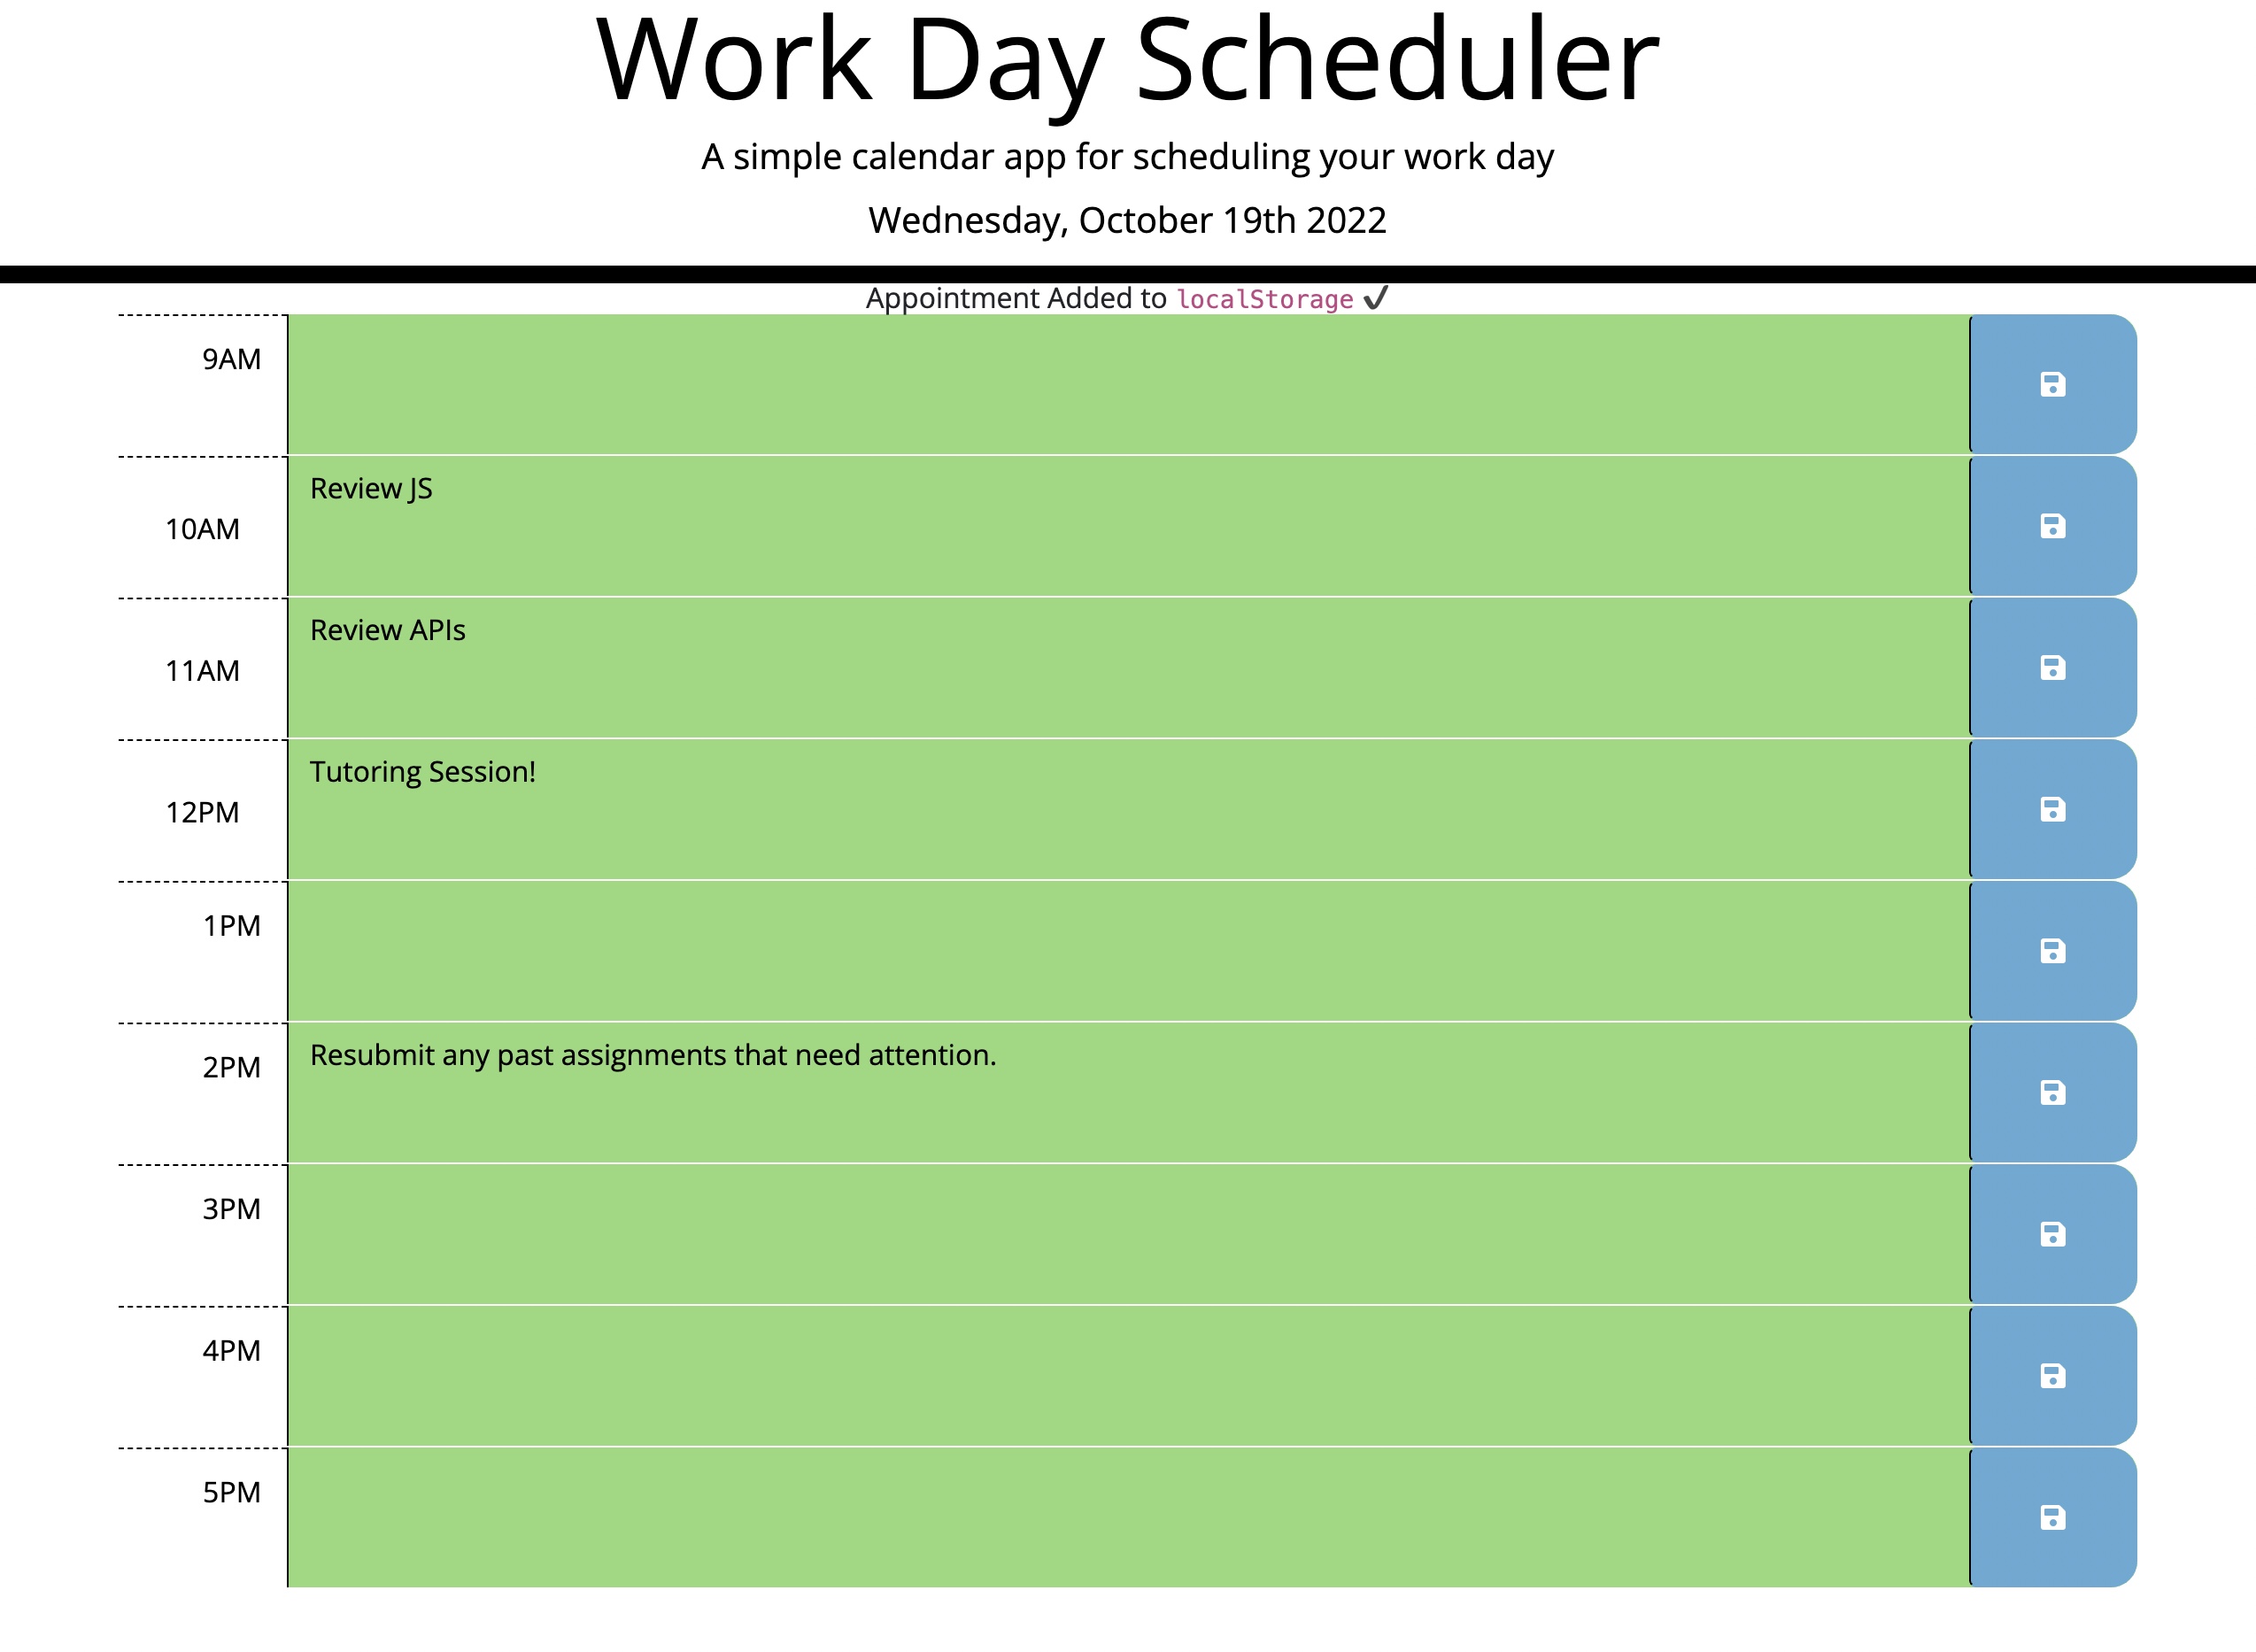 Work Day Scheduler
A simple calendar app for scheduling your work day
Wednesday, October 19th 2022
Appointment Added to localStorage ✔
9AM
10AM Review JS
11AM Review APIs
12PM Tutoring Session!
1PM
2PM Resubmit any past assignments that need attention.
3PM
4PM
5PM